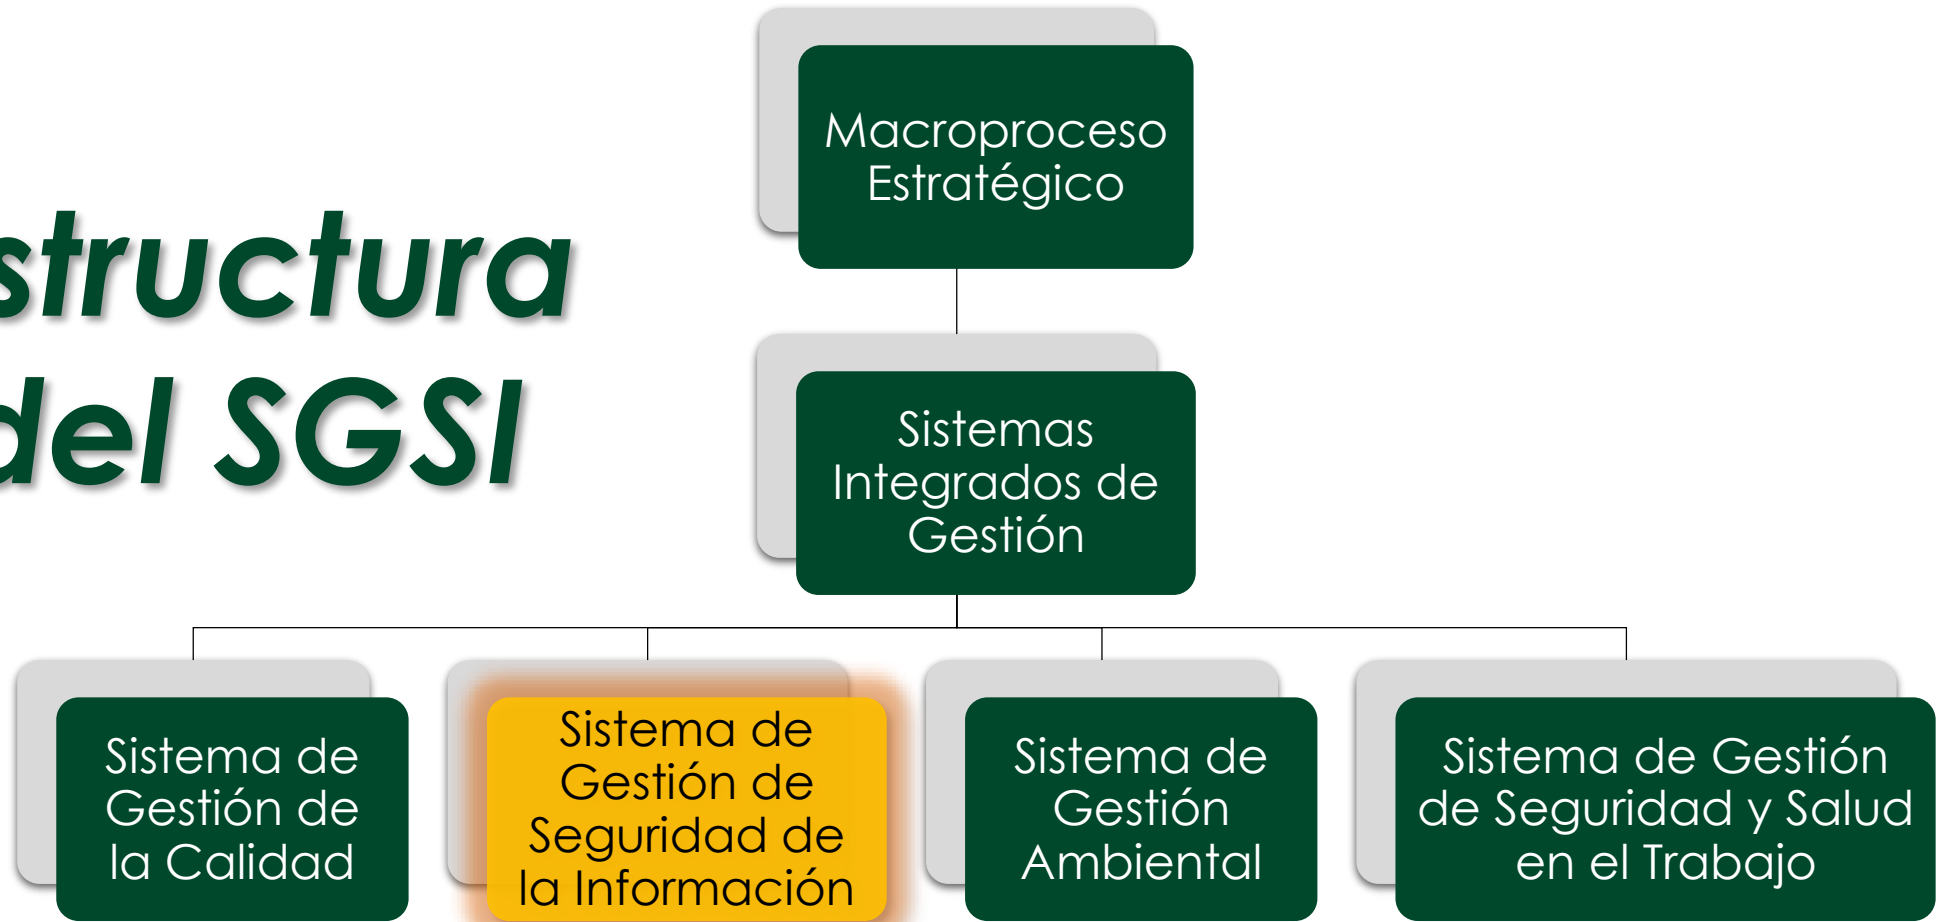 structura
del SGSI
Macroproceso
Estratégico
Sistemas
Integrados de
Gestión
Sistema de
Gestión de
la Calidad
Sistema de
Gestión de
Seguridad de
la Información
Sistema de
Gestión
Ambiental
Sistema de Gestión
de Seguridad y Salud
en el Trabajo